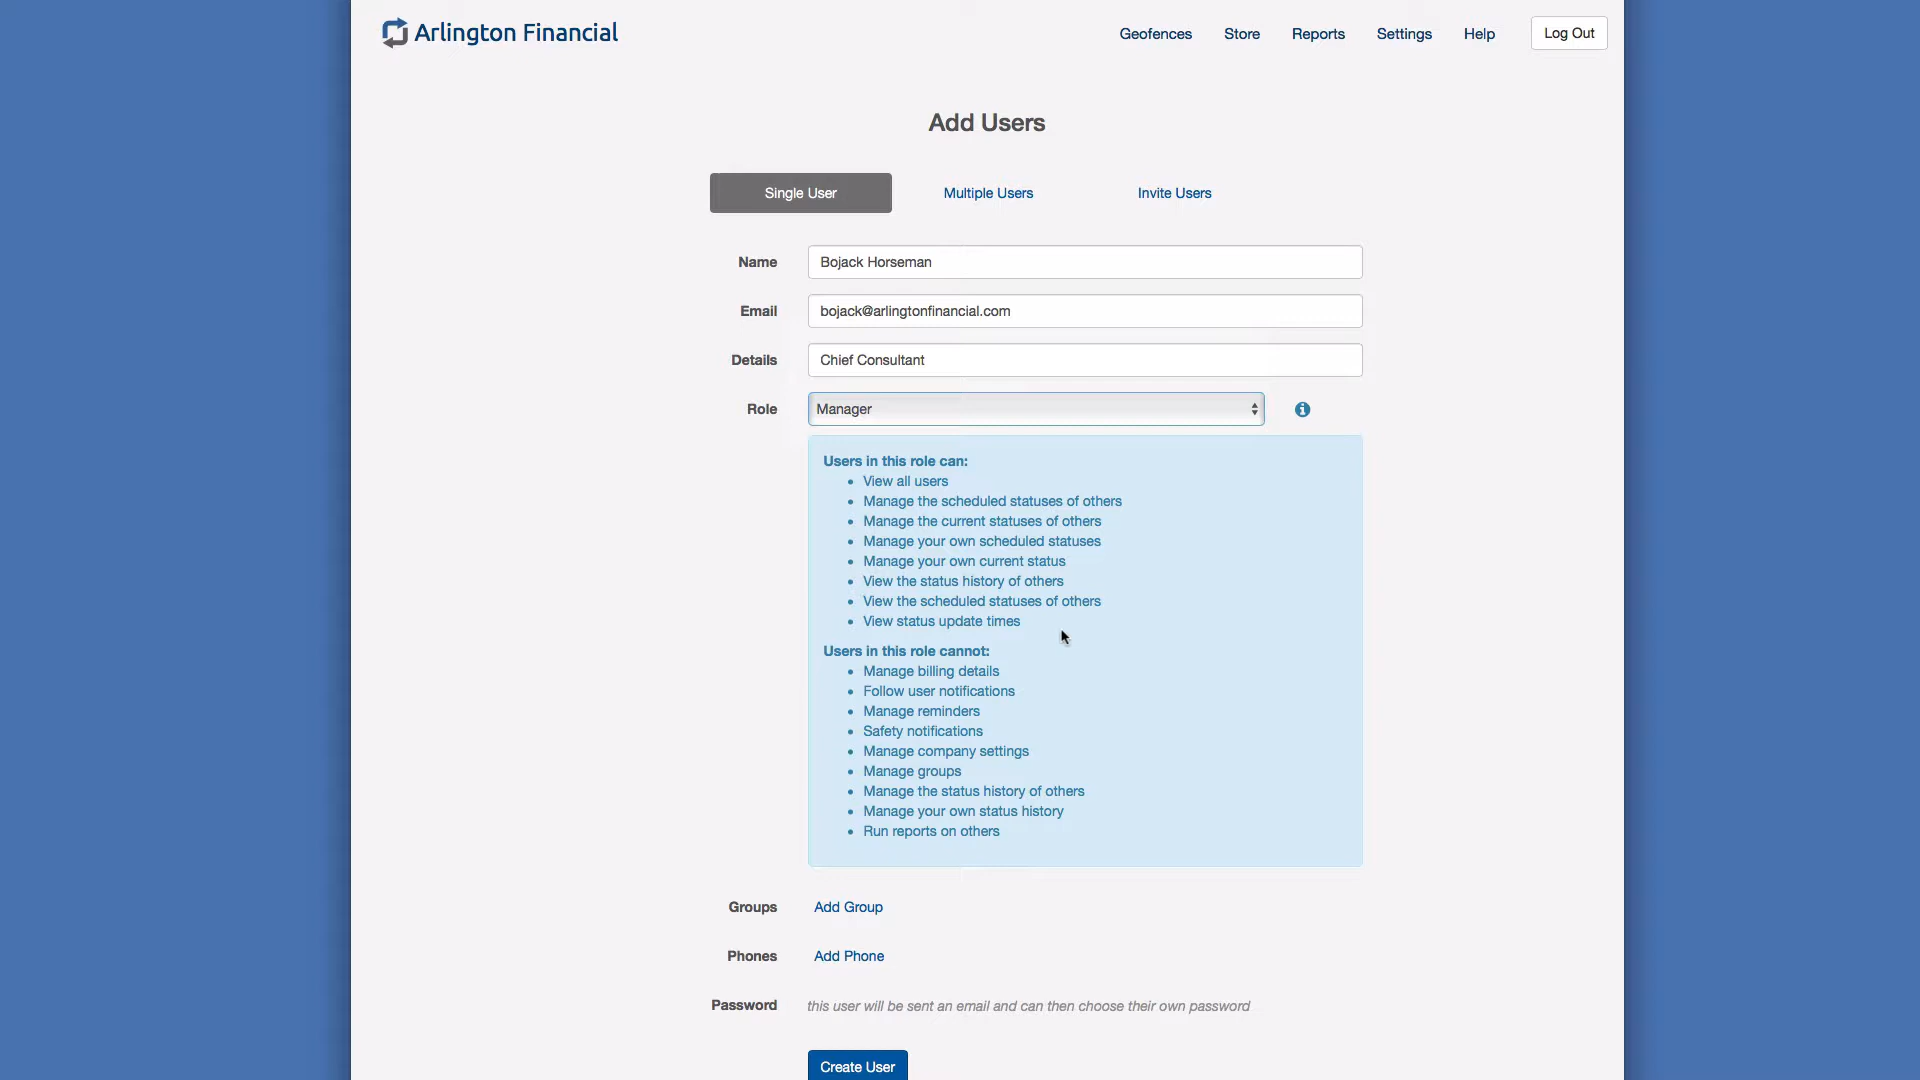 Arlington Financial
Geofences Store Reports Settings Help Log Out
Add Users
Single User Multiple Users Invite Users
Name Bojack Horseman
Email bojack@arlingtonfinancial.com
Details Chief Consultant
Role Manager
Users in this role can:
• View all users
• Manage the scheduled statuses of others
• Manage the current statuses of others
• Manage your own scheduled statuses
• Manage your own current status
• View the status history of others
• View the scheduled statuses of others
• View status update times
Users in this role cannot:
• Manage billing details
• Follow user notifications
• Manage reminders
• Safety notifications
• Manage company settings
• Manage groups
• Manage the status history of others
• Manage your own status history
• Run reports on others
Groups Add Group
Phones Add Phone
Password this user will be sent an email and can then choose their own password
Create User